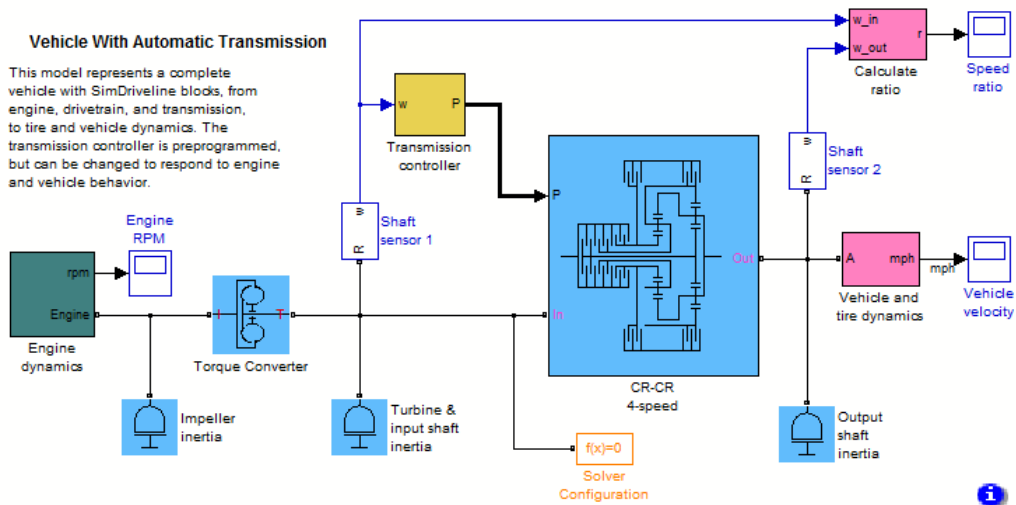 Vehicle With Automatic Transmission
This model represents a complete
vehicle with SimDriveline blocks, from
engine, drivetrain, and transmission,
to tire and vehicle dynamics. The
transmission controller is preprogrammed,
but can be changed to respond to engine
and vehicle behavior.
w_in
w_out
r
Calculate
ratio
Speed
ratio
w
P
Transmission
controller
w
R
Shaft
sensor 1
w
R
Shaft
sensor 2
Engine
RPM
rpm
Engine
Engine
dynamics
I
T
Torque Converter
P
In
Out
CR-CR
4-speed
A
mph
mph
Vehicle and
tire dynamics
Vehicle
velocity
Impeller
inertia
Turbine &
input shaft
inertia
f(x)=0
Solver
Configuration
Output
shaft
inertia
i